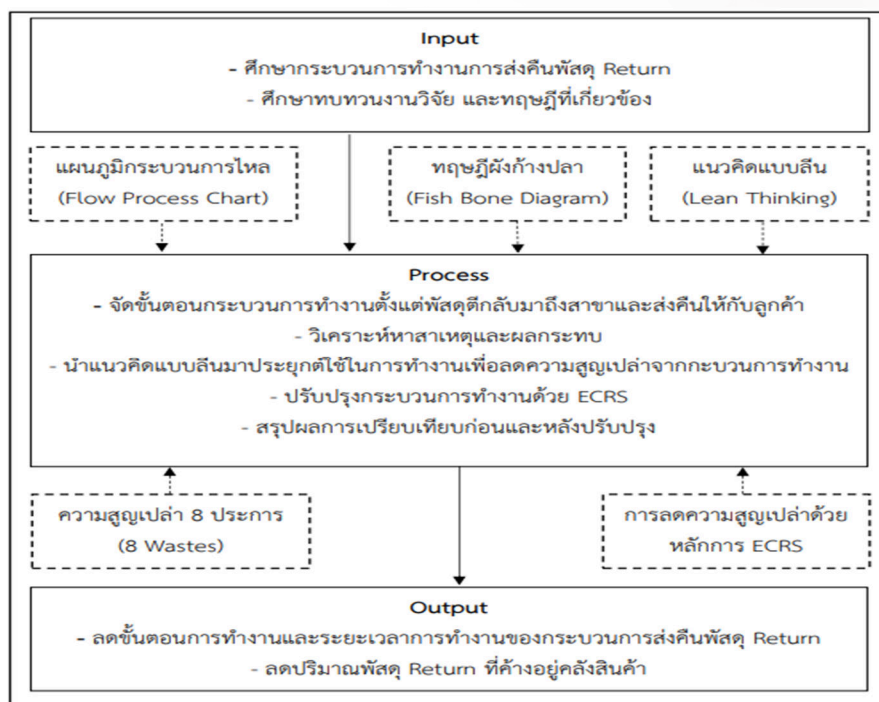 Input
- ศึกษากระบวนการทำงานการส่งคืนพัสดุ Return
- ศึกษาทบทวนงานวิจัย และทฤษฎีที่เกี่ยวข้อง
แผนภูมิกระบวนการไหล
(Flow Process Chart)
ทฤษฎีผังก้างปลา
(Fish Bone Diagram)
แนวคิดแบบลีน
(Lean Thinking)
Process
- จัดขั้นตอนกระบวนการทำงานตั้งแต่พัสดุตีกลับมาถึงสาขาและส่งคืนให้กับลูกค้า
- วิเคราะห์หาสาเหตุและผลกระทบ
- นำแนวคิดแบบลีนมาประยุกต์ใช้ในการทำงานเพื่อลดความสูญเปล่าจากกะบวนการทำงาน
- ปรับปรุงกระบวนการทำงานด้วย ECRS
- สรุปผลการเปรียบเทียบก่อนและหลังปรับปรุง
ความสูญเปล่า 8 ประการ
(8 Wastes)
การลดความสูญเปล่าด้วย
หลักการ ECRS
Output
- ลดขั้นตอนการทำงานและระยะเวลาการทำงานของกระบวนการส่งคืนพัสดุ Return
- ลดปริมาณพัสดุ Return ที่ค้างอยู่คลังสินค้า